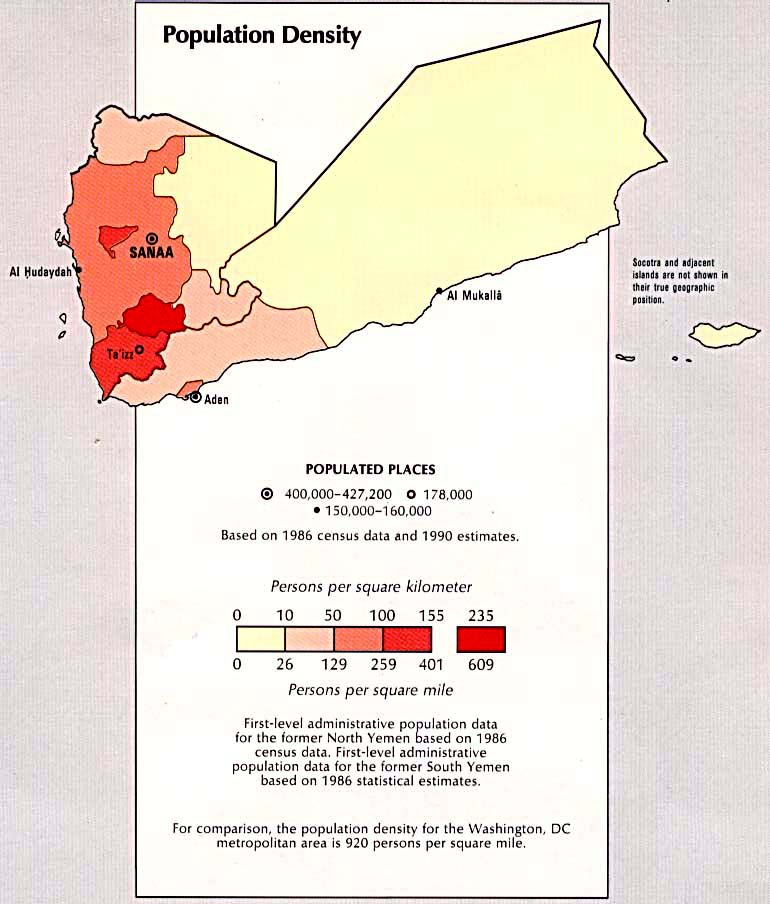 Population Density
SANAA
Al Ḥudaydah
Socotra and adjacent
islands are not shown in
their true geographic
position.
Al Mukallā
Ta'izz
Aden
POPULATED PLACES
400,000–427,200 178,000
150,000–160,000
Based on 1986 census data and 1990 estimates.
Persons per square kilometer
0 10 50 100 155 235
0 26 129 259 401 609
Persons per square mile
First-level administrative population data
for the former North Yemen based on 1986
census data. First-level administrative
population data for the former South Yemen
based on 1986 statistical estimates.
For comparison, the population density for the Washington, DC
metropolitan area is 920 persons per square mile.